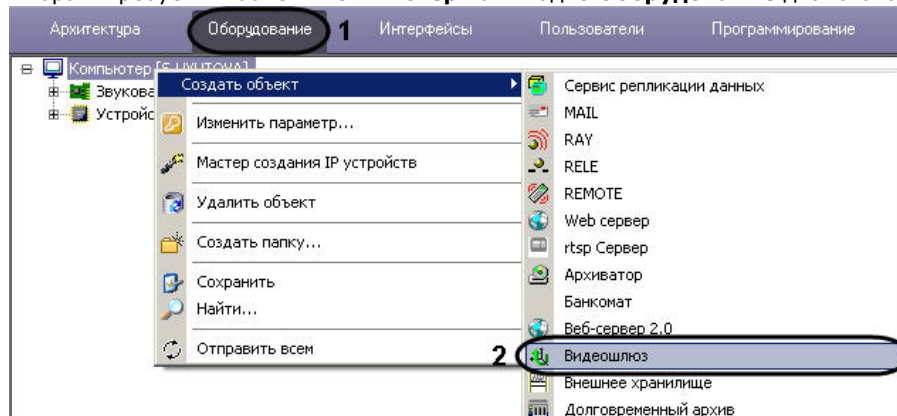 Архитектура Оборудование 1 Интерфейсы Пользователи Программирование
Компьютер
Создать объект
Изменить параметр...
Мастер создания IP устройств
Удалить объект
Создать папку...
Сохранить
Найти...
Отправить всем
2
Сервис репликации данных
MAIL
RAY
RELE
REMOTE
Web сервер
rtsp Сервер
Архиватор
Банкомат
Веб-сервер 2.0
Видеошлюз
Внешнее хранилище
Долговременный архив